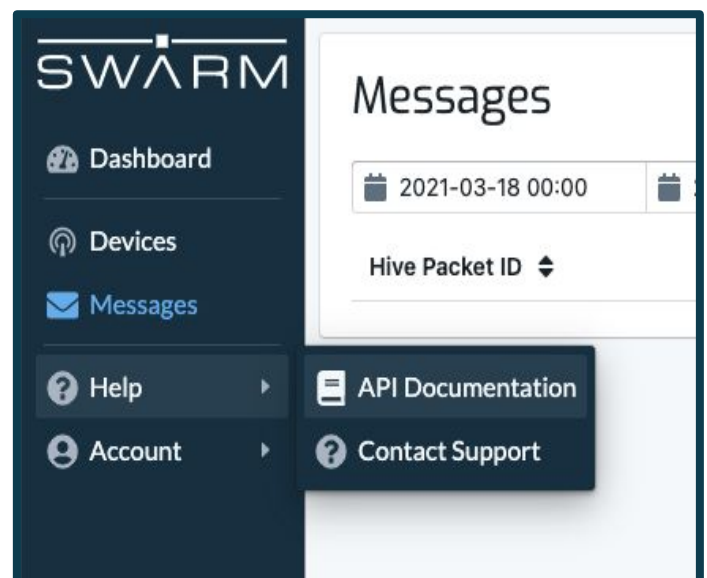 SWARM
Dashboard
Devices
Messages
Help
Account
Messages
2021-03-18 00:00
Hive Packet ID
API Documentation
Contact Support